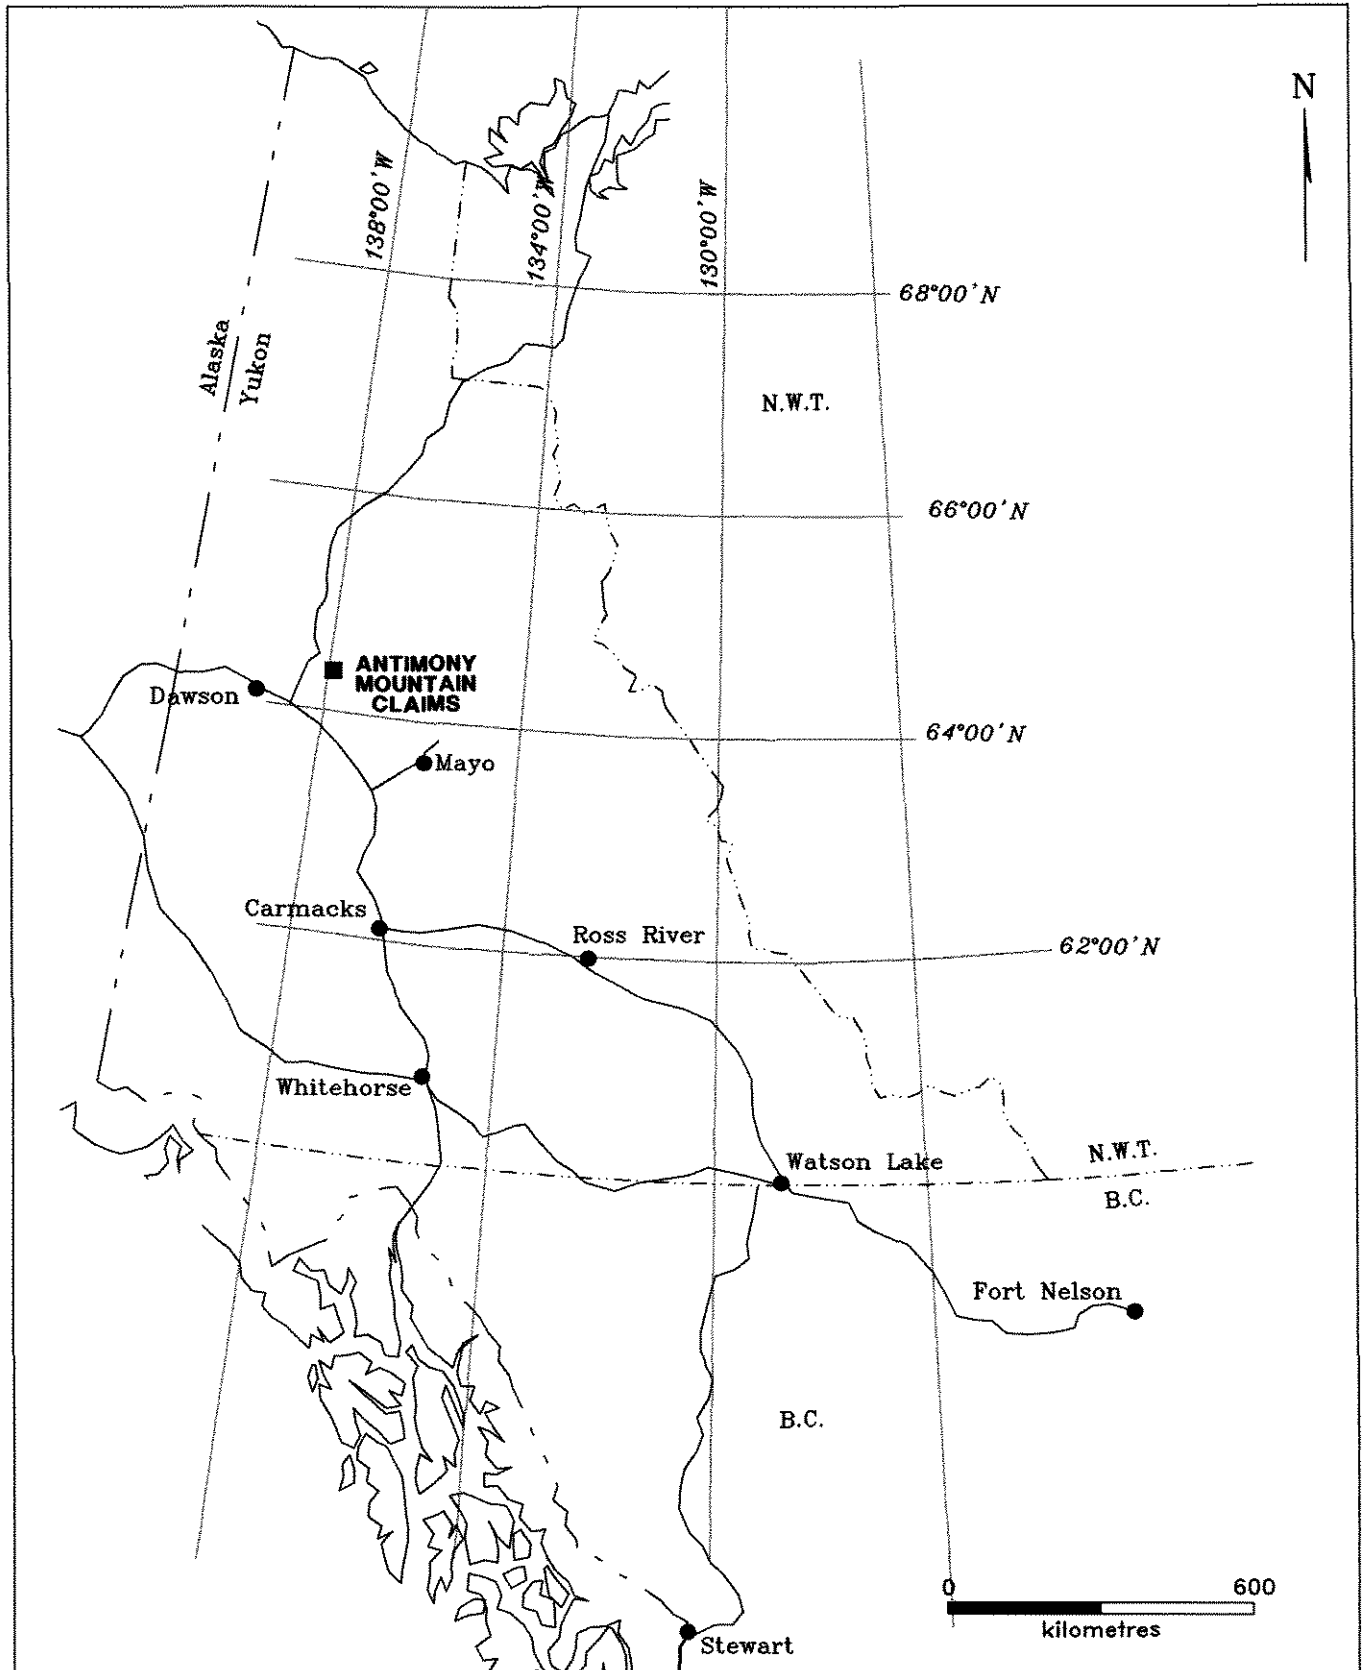 N
138°00'W
134°00'W
130°00'W
68°00'N
Alaska
Yukon
N.W.T.
66°00'N
ANTIMONY
MOUNTAIN
CLAIMS
Dawson
64°00'N
Mayo
Carmacks
Ross River
62°00'N
Whitehorse
Watson Lake
N.W.T.
B.C.
Fort Nelson
B.C.
0 600
kilometres
Stewart